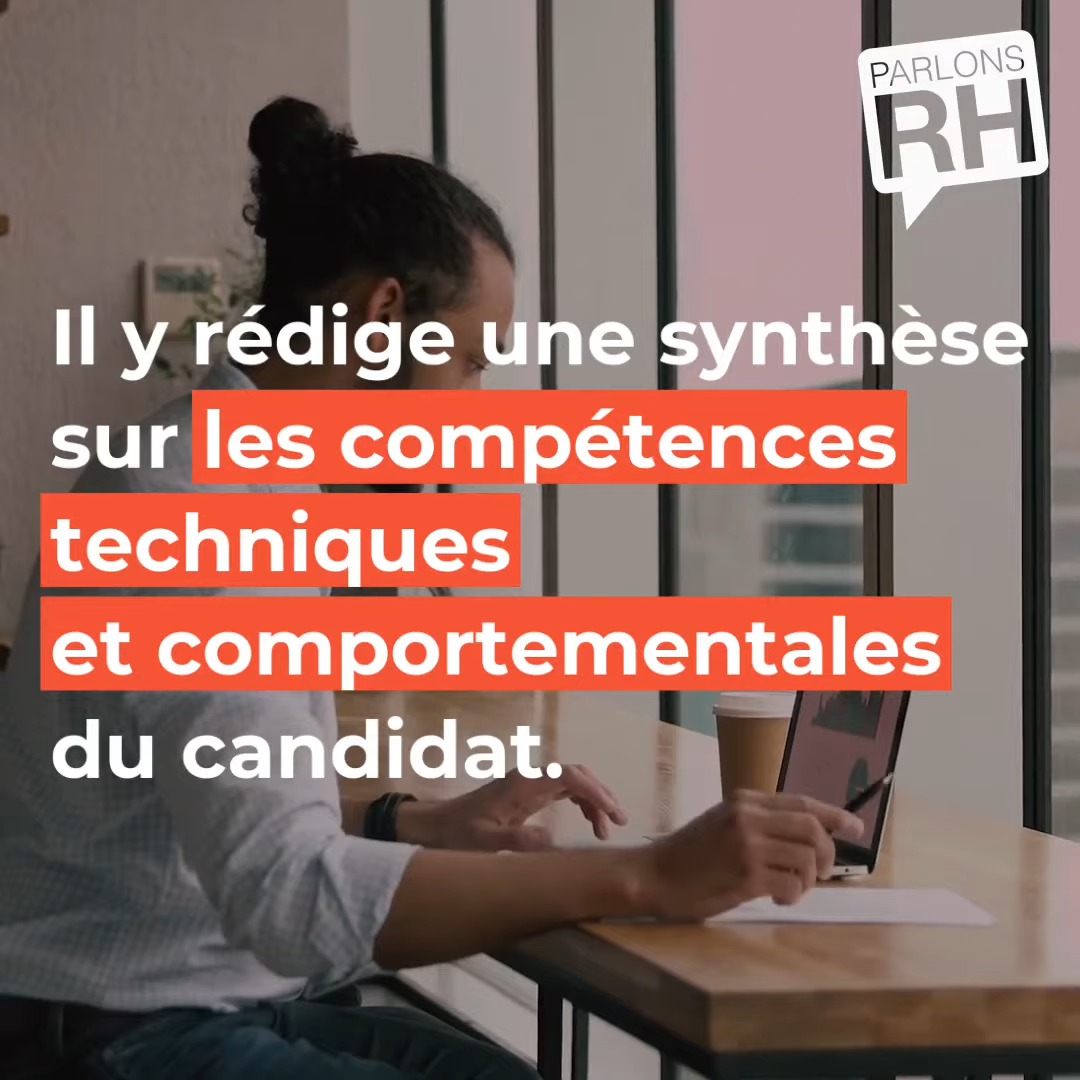 PARLONS
RH
Il y rédige une synthèse
sur les compétences
techniques
et comportementales
du candidat.